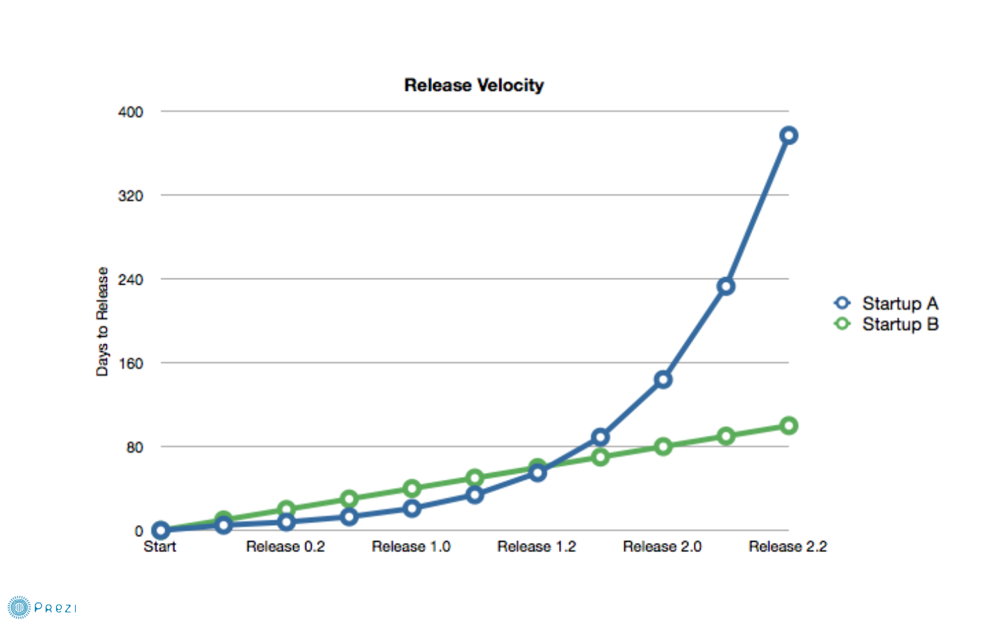 Release Velocity
400
320
240
160
80
0
Days to Release
Start
Release 0.2
Release 1.0
Release 1.2
Release 2.0
Release 2.2
Startup A
Startup B
Prezi